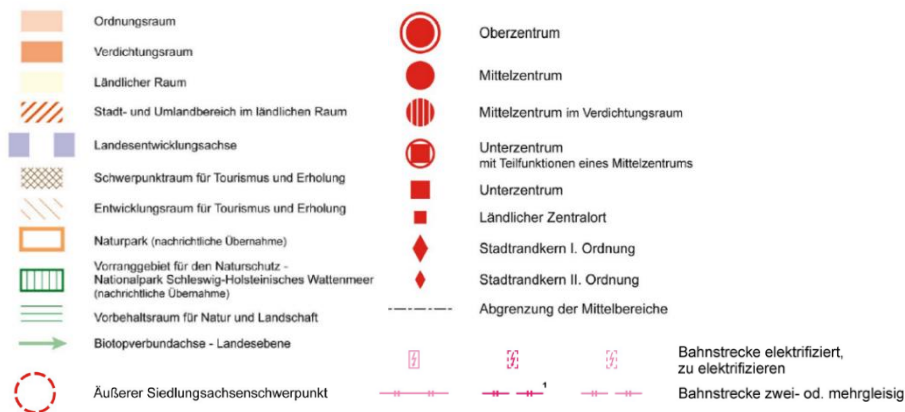 Ordnungsraum
Verdichtungsraum
Ländlicher Raum
Stadt- und Umlandbereich im ländlichen Raum
Landesentwicklungsachse
Schwerpunktraum für Tourismus und Erholung
Entwicklungsraum für Tourismus und Erholung
Naturpark (nachrichtliche Übernahme)
Vorranggebiet für den Naturschutz -
Nationalpark Schleswig-Holsteinisches Wattenmeer
(nachrichtliche Übernahme)
Vorbehaltsraum für Natur und Landschaft
Biotopverbundachse - Landesebene
Äußerer Siedlungsachsenschwerpunkt
Oberzentrum
Mittelzentrum
Mittelzentrum im Verdichtungsraum
Unterzentrum
mit Teilfunktionen eines Mittelzentrums
Unterzentrum
Ländlicher Zentralort
Stadtrandkern I. Ordnung
Stadtrandkern II. Ordnung
Abgrenzung der Mittelbereiche
Bahnstrecke elektrifiziert,
zu elektrifizieren
1
Bahnstrecke zwei- od. mehrgleisig